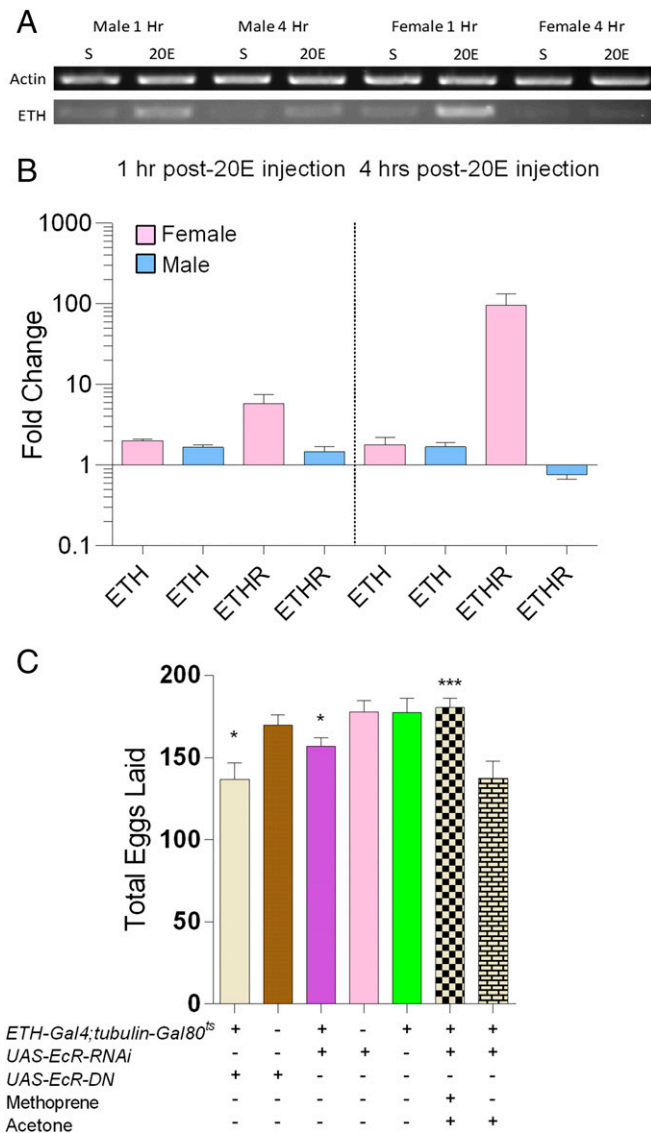 A
Male 1 Hr Male 4 Hr Female 1 Hr Female 4 Hr
S 20E S 20E S 20E S 20E
Actin
ETH
B
1 hr post-20E injection 4 hrs post-20E injection
Female
Male
Fold Change
1000
100
10
1
0.1
ETH ETH ETHR ETHR ETH ETH ETHR ETHR
C
Total Eggs Laid
200
150
100
50
0
* * ***
ETH-Gal4;tubulin-Gal80ts + - + - + + +
UAS-EcR-RNAi - - + + - + +
UAS-EcR-DN + + - - - - -
Methoprene - - - - - + -
Acetone - - - - - + +